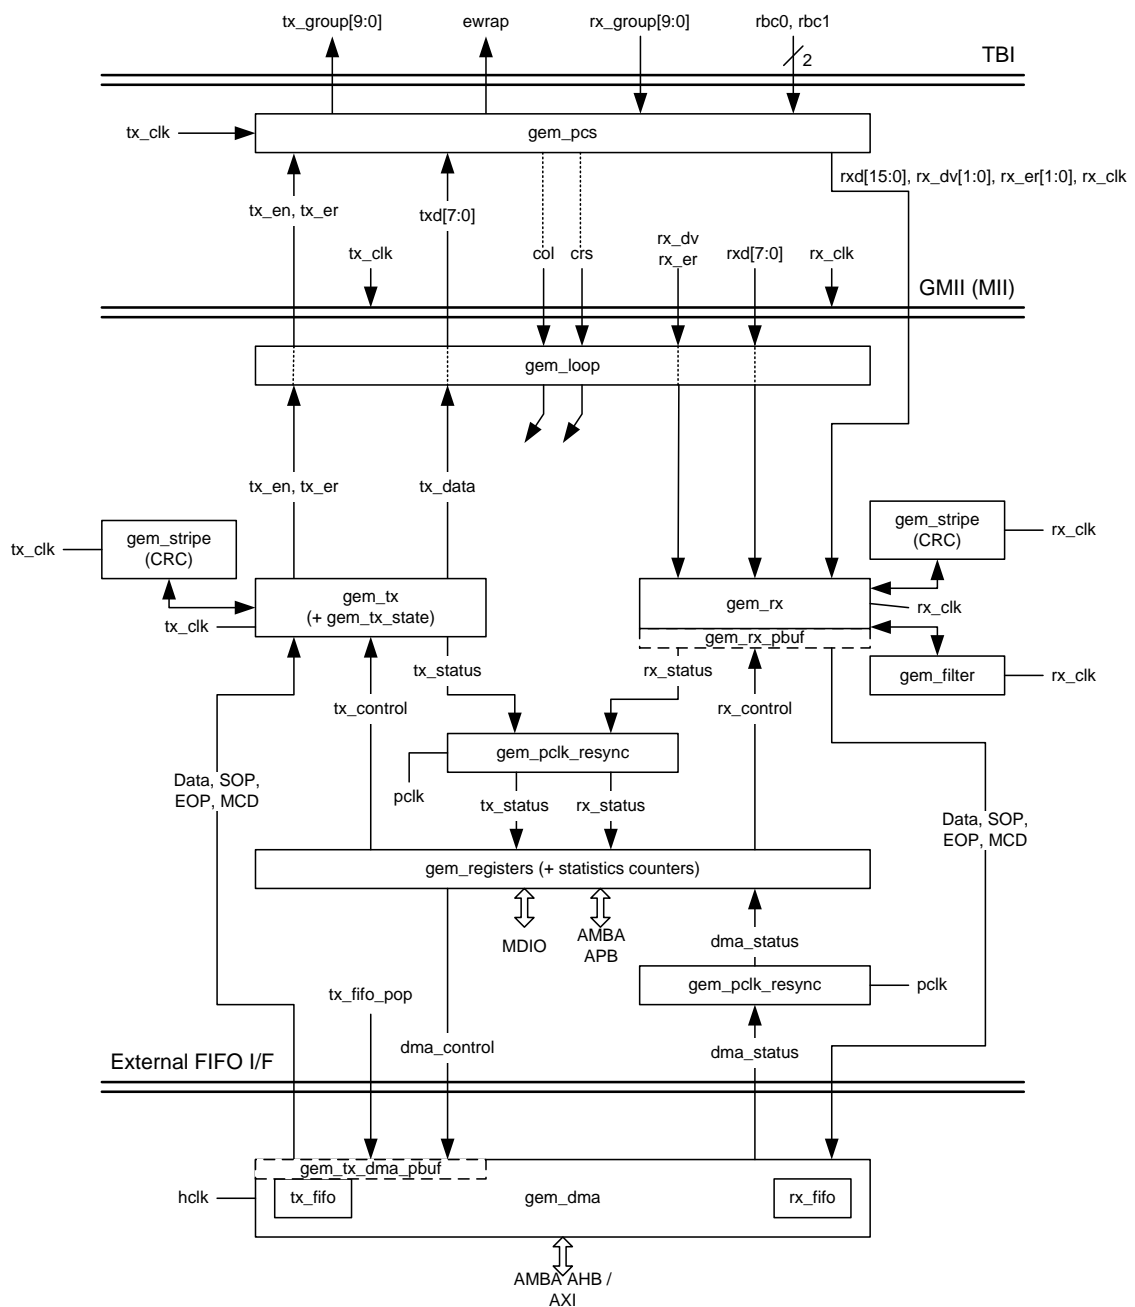 tx_group[9:0]
ewrap
rx_group[9:0]
rbc0, rbc1
2
TBI
tx_clk
gem_pcs
rxd[15:0], rx_dv[1:0], rx_er[1:0], rx_clk
tx_en, tx_er
txd[7:0]
tx_clk
col
crs
rx_dv
rx_er
rxd[7:0]
rx_clk
GMII (MII)
gem_loop
tx_en, tx_er
tx_data
tx_clk
gem_stripe
(CRC)
gem_stripe
(CRC)
rx_clk
gem_tx
(+ gem_tx_state)
tx_clk
gem_rx
rx_clk
gem_rx_pbuf
tx_status
rx_status
gem_filter
rx_clk
tx_control
rx_control
gem_pclk_resync
pclk
Data, SOP,
EOP, MCD
tx_status
rx_status
Data, SOP,
EOP, MCD
gem_registers (+ statistics counters)
MDIO
AMBA
APB
dma_status
gem_pclk_resync
pclk
tx_fifo_pop
dma_control
dma_status
External FIFO I/F
gem_tx_dma_pbuf
hclk
tx_fifo
gem_dma
rx_fifo
AMBA AHB /
AXI